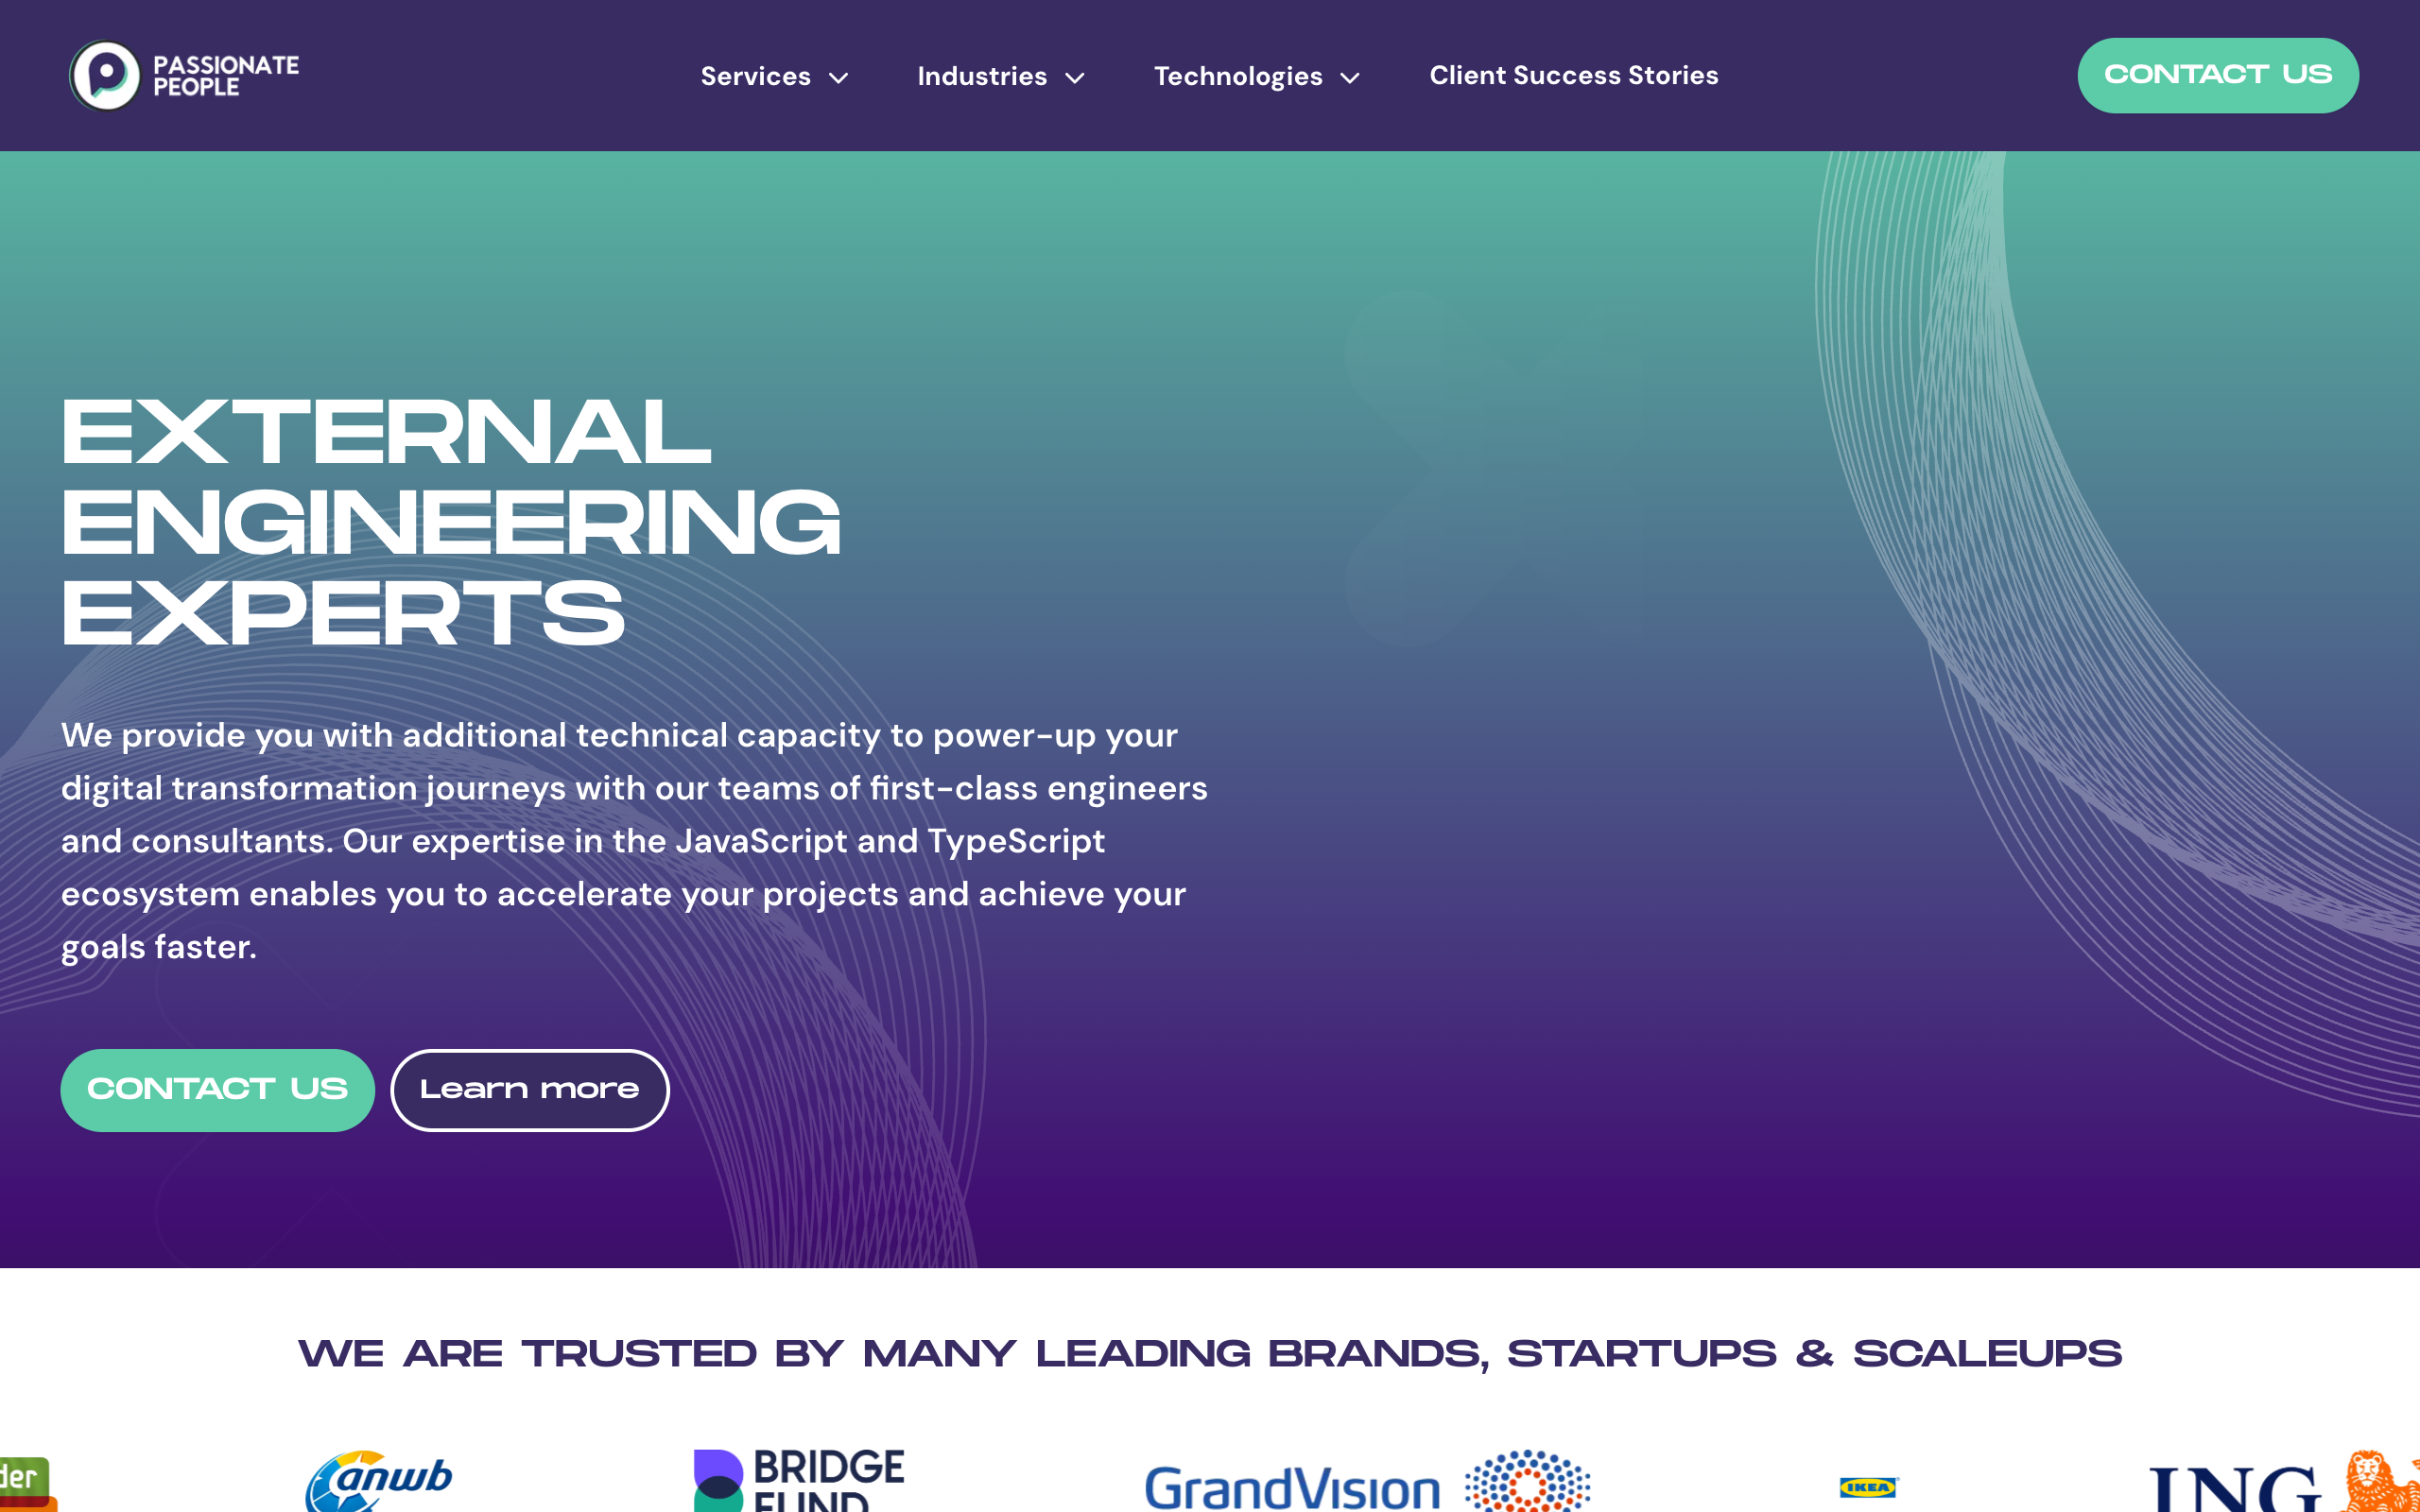 PASSIONATE
PEOPLE
Services
Industries
Technologies
Client Success Stories
CONTACT US
EXTERNAL
ENGINEERING
EXPERTS
We provide you with additional technical capacity to power-up your
digital transformation journeys with our teams of first-class engineers
and consultants. Our expertise in the JavaScript and TypeScript
ecosystem enables you to accelerate your projects and achieve your
goals faster.
CONTACT US
Learn more
WE ARE TRUSTED BY MANY LEADING BRANDS, STARTUPS & SCALEUPS
der
anwb
BRIDGE
FUND
GrandVision
IKEA
ING